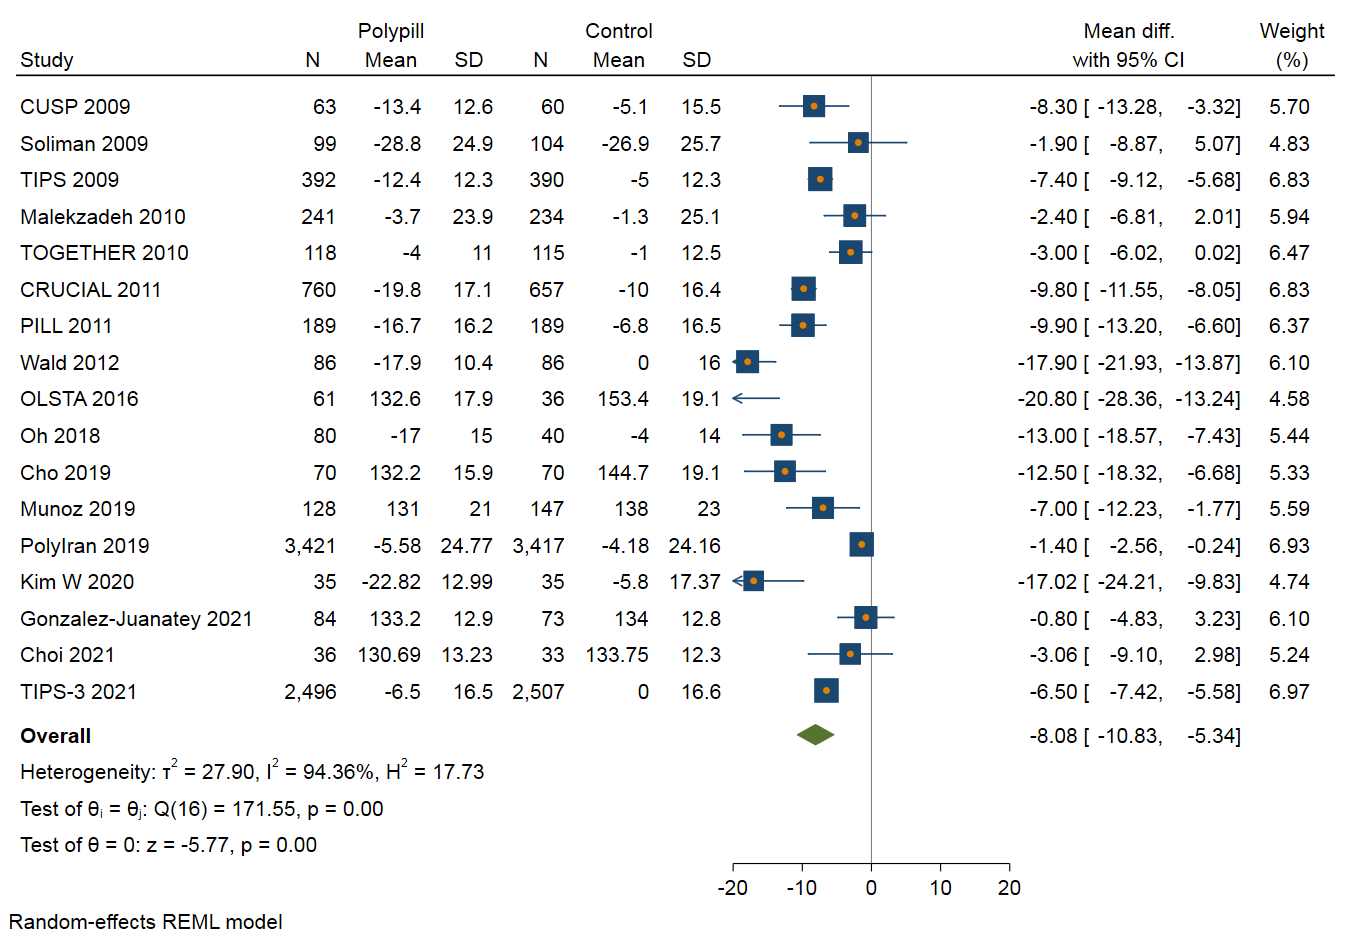 Polypill Control Mean diff. Weight
Study N Mean SD N Mean SD with 95% CI (%)
CUSP 2009 63 -13.4 12.6 60 -5.1 15.5 -8.30 [ -13.28, -3.32] 5.70
Soliman 2009 99 -28.8 24.9 104 -26.9 25.7 -1.90 [ -8.87, 5.07] 4.83
TIPS 2009 392 -12.4 12.3 390 -5 12.3 -7.40 [ -9.12, -5.68] 6.83
Malekzadeh 2010 241 -3.7 23.9 234 -1.3 25.1 -2.40 [ -6.81, 2.01] 5.94
TOGETHER 2010 118 -4 11 115 -1 12.5 -3.00 [ -6.02, 0.02] 6.47
CRUCIAL 2011 760 -19.8 17.1 657 -10 16.4 -9.80 [ -11.55, -8.05] 6.83
PILL 2011 189 -16.7 16.2 189 -6.8 16.5 -9.90 [ -13.20, -6.60] 6.37
Wald 2012 86 -17.9 10.4 86 0 16 -17.90 [ -21.93, -13.87] 6.10
OLSTA 2016 61 132.6 17.9 36 153.4 19.1 -20.80 [ -28.36, -13.24] 4.58
Oh 2018 80 -17 15 40 -4 14 -13.00 [ -18.57, -7.43] 5.44
Cho 2019 70 132.2 15.9 70 144.7 19.1 -12.50 [ -18.32, -6.68] 5.33
Munoz 2019 128 131 21 147 138 23 -7.00 [ -12.23, -1.77] 5.59
PolyIran 2019 3,421 -5.58 24.77 3,417 -4.18 24.16 -1.40 [ -2.56, -0.24] 6.93
Kim W 2020 35 -22.82 12.99 35 -5.8 17.37 -17.02 [ -24.21, -9.83] 4.74
Gonzalez-Juanatey 2021 84 133.2 12.9 73 134 12.8 -0.80 [ -4.83, 3.23] 6.10
Choi 2021 36 130.69 13.23 33 133.75 12.3 -3.06 [ -9.10, 2.98] 5.24
TIPS-3 2021 2,496 -6.5 16.5 2,507 0 16.6 -6.50 [ -7.42, -5.58] 6.97
Overall -8.08 [ -10.83, -5.34]
Heterogeneity: τ² = 27.90, I² = 94.36%, H² = 17.73
Test of θᵢ = θⱼ: Q(16) = 171.55, p = 0.00
Test of θ = 0: z = -5.77, p = 0.00
-20 -10 0 10 20
Random-effects REML model